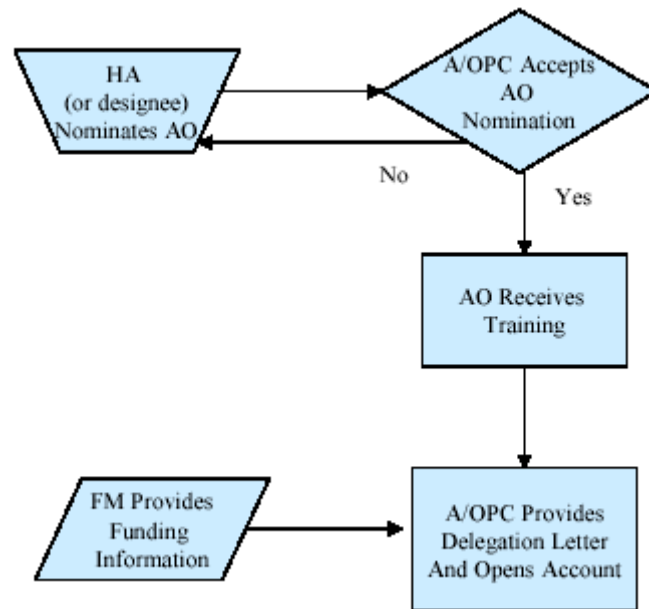 HA
(or designee)
Nominates AO
A/OPC Accepts
AO
Nomination
No
Yes
AO Receives
Training
FM Provides
Funding
Information
A/OPC Provides
Delegation Letter
And Opens Account